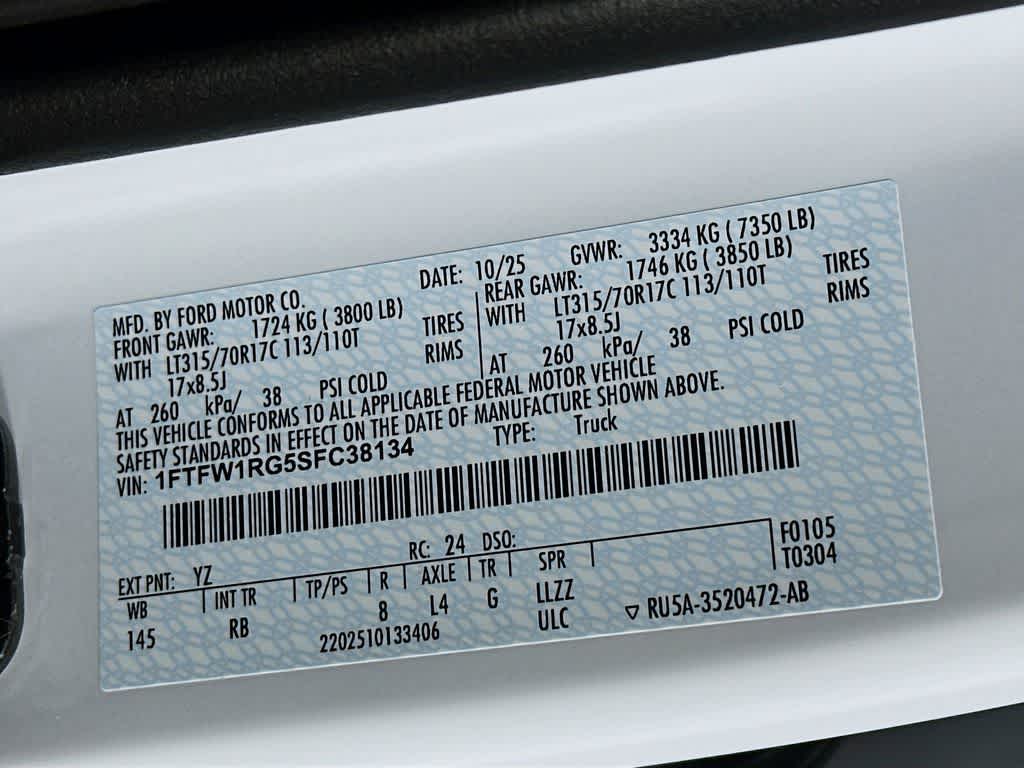 MFD. BY FORD MOTOR CO. DATE: 10/25 GVWR: 3334 KG ( 7350 LB)
FRONT GAWR: 1724 KG ( 3800 LB) REAR GAWR: 1746 KG ( 3850 LB)
WITH LT315/70R17C 113/110T TIRES WITH LT315/70R17C 113/110T TIRES
17x8.5J RIMS 17x8.5J RIMS
AT 260 kPa/ 38 PSI COLD AT 260 kPa/ 38 PSI COLD
THIS VEHICLE CONFORMS TO ALL APPLICABLE FEDERAL MOTOR VEHICLE
SAFETY STANDARDS IN EFFECT ON THE DATE OF MANUFACTURE SHOWN ABOVE.
VIN: 1FTFW1RG5SFC38134 TYPE: Truck
EXT PNT: YZ RC: 24 DSO: F0105
WB INT TR TP/PS R AXLE TR SPR T0304
145 RB 8 L4 G LLZZ
2202510133406 ULC ▽ RU5A-3520472-AB